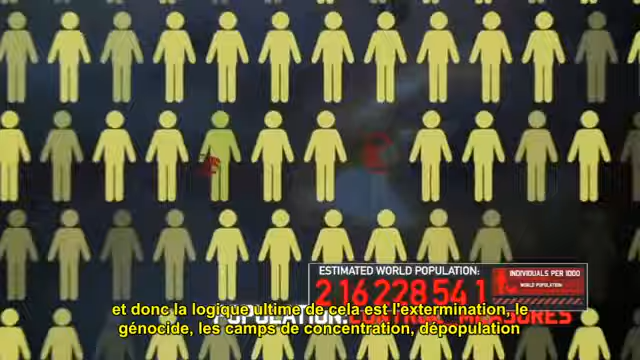 ESTIMATED WORLD POPULATION:
INDIVIDUALS PER 1000
WORLD POPULATION
et donc la logique ultime de cela est l'extermination, le
POPULATION:
génocide, les camps de concentration, dépopulation